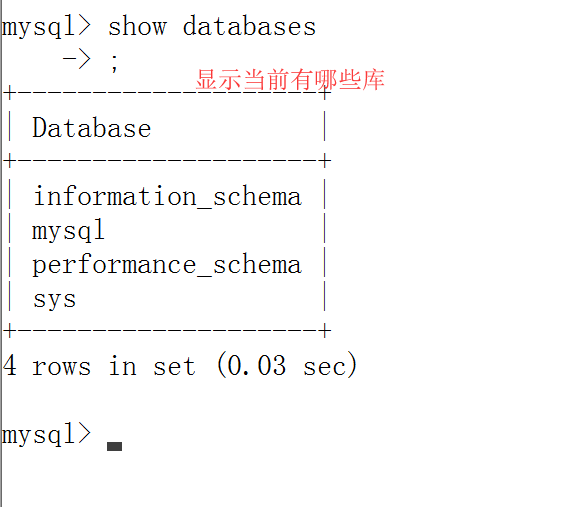 mysql> show databases
    -> ;
显示当前有哪些库
+--------------------+
| Database           |
+--------------------+
| information_schema |
| mysql              |
| performance_schema |
| sys                |
+--------------------+
4 rows in set (0.03 sec)
mysql>